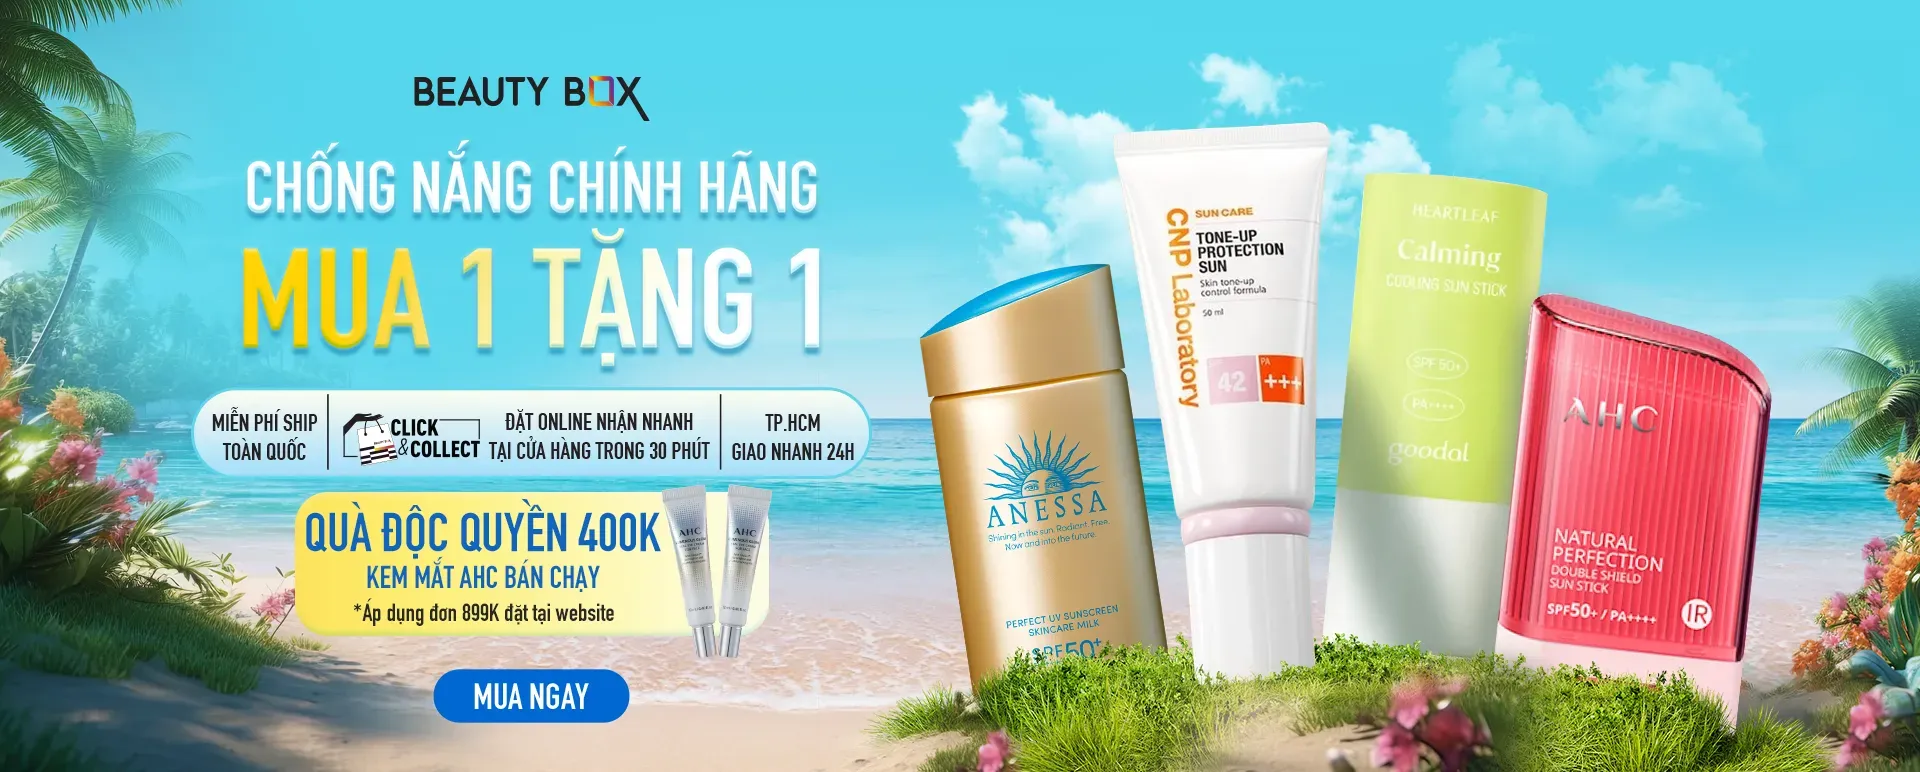 BEAUTY BOX
CHỐNG NẮNG CHÍNH HÃNG
MUA 1 TẶNG 1
MIỄN PHÍ SHIP
TOÀN QUỐC
CLICK
&COLLECT
ĐẶT ONLINE NHẬN NHANH
TẠI CỬA HÀNG TRONG 30 PHÚT
TP.HCM
GIAO NHANH 24H
QUÀ ĐỘC QUYỀN 400K
KEM MẮT AHC BÁN CHẠY
*Áp dụng đơn 899K đặt tại website
AHC
AHC
MUA NGAY
ANESSA
Shining in the sun. Radiant. Free.
Now and into the future.
PERFECT UV SUNSCREEN
SKINCARE MILK
SPF50+
CNP Laboratory
SUN CARE
TONE-UP
PROTECTION
SUN
Skin tone-up
control formula
50 ml
42
PA
+++
HEARTLEAF
Calming
COOLING SUN STICK
SPF 50+
PA++++
goodal
AHC
NATURAL
PERFECTION
DOUBLE SHIELD
SUN STICK
SPF50+ / PA++++
IR